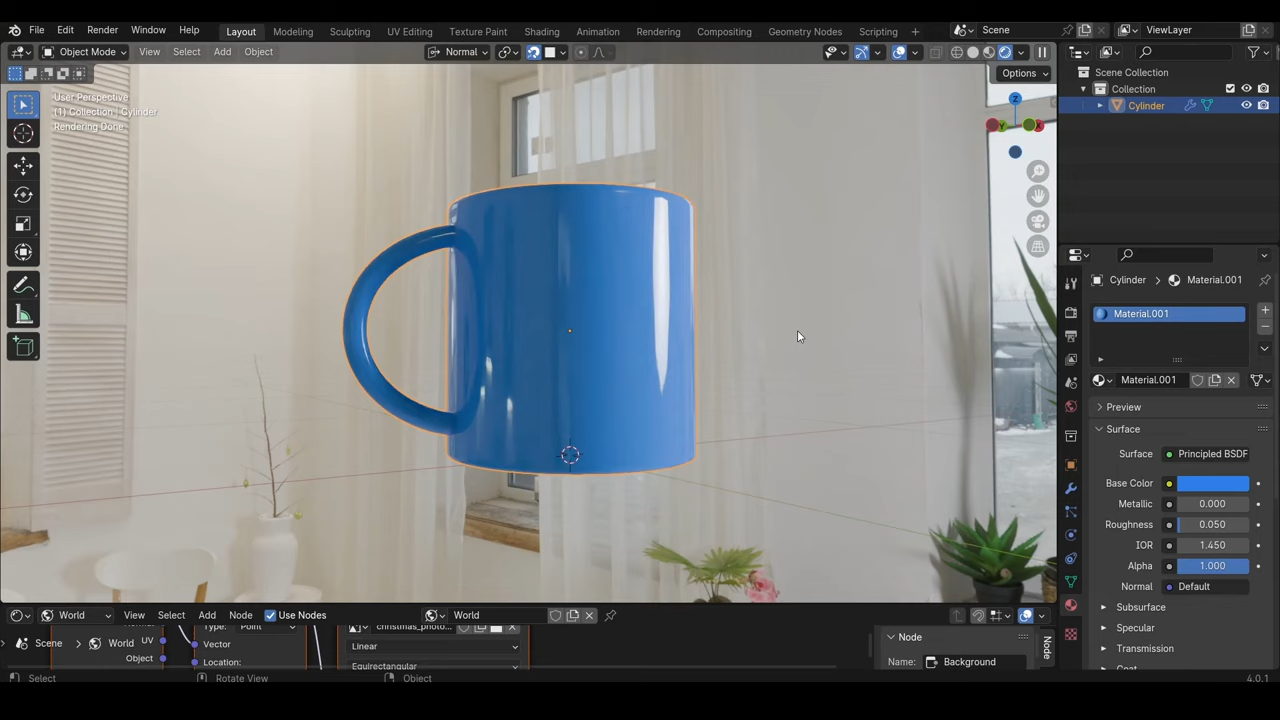 File Edit Render Window Help Layout Modeling Sculpting UV Editing Texture Paint Shading Animation Rendering Compositing Geometry Nodes Scripting + Scene ViewLayer
Object Mode View Select Add Object Normal
Options
User Perspective
(1) Collection | Cylinder
Rendering Done
Z
Y X
Scene Collection
Collection
Cylinder
Cylinder > Material.001
Material.001
Material.001
Preview
Surface
Surface Principled BSDF
Base Color
Metallic 0.000
Roughness 0.050
IOR 1.450
Alpha 1.000
Normal Default
Subsurface
Specular
Transmission
World View Select Add Node Use Nodes World
Scene > World
UV
Object
Type: Point
Vector
Location:
christmas_photo...
Linear
Equirectangular
Node
Name: Background
Node
Select Rotate View Object 4.0.1